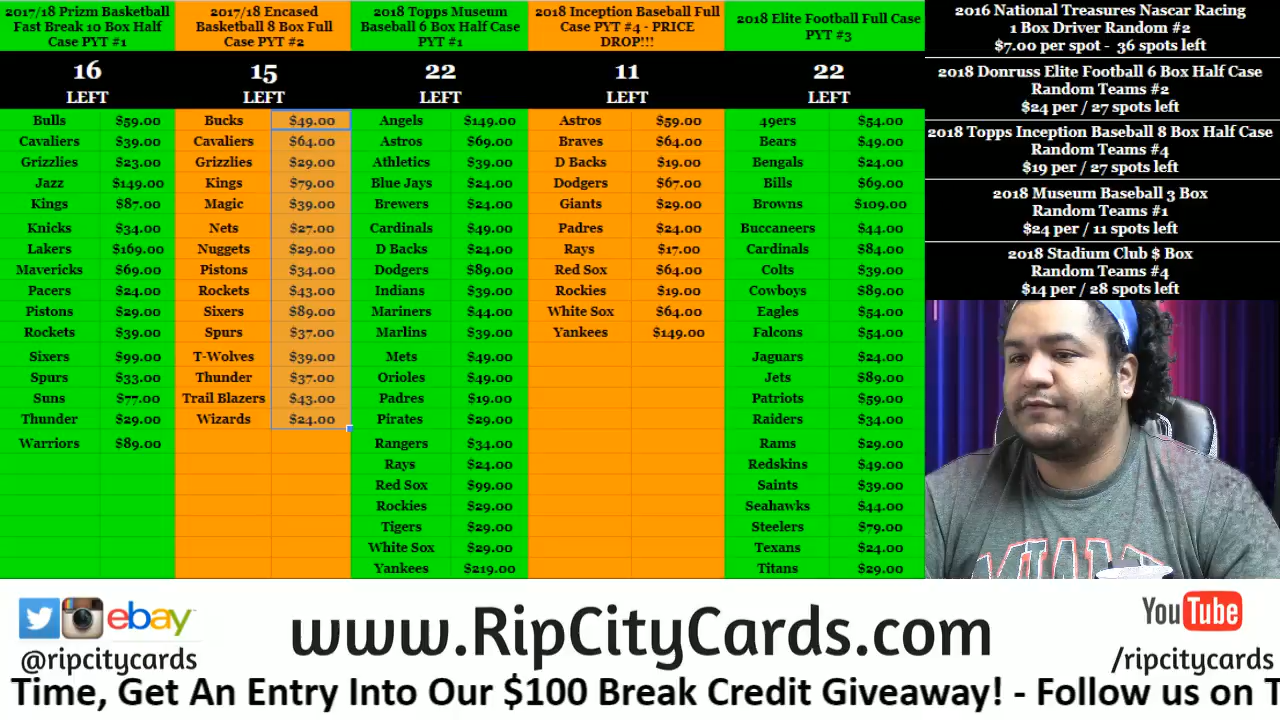 2017/18 Prizm Basketball
Fast Break 10 Box Half
Case PYT #1
16
LEFT
Bulls $59.00
Cavaliers $39.00
Grizzlies $23.00
Jazz $149.00
Kings $87.00
Knicks $34.00
Lakers $169.00
Mavericks $69.00
Pacers $24.00
Pistons $29.00
Rockets $39.00
Sixers $99.00
Spurs $33.00
Suns $77.00
Thunder $29.00
Warriors $89.00
2017/18 Encased
Basketball 8 Box Full
Case PYT #2
15
LEFT
Bucks $49.00
Cavaliers $64.00
Grizzlies $29.00
Kings $79.00
Magic $39.00
Nets $27.00
Nuggets $29.00
Pistons $34.00
Rockets $43.00
Sixers $89.00
Spurs $37.00
T-Wolves $39.00
Thunder $37.00
Trail Blazers $43.00
Wizards $24.00
2018 Topps Museum
Baseball 6 Box Half Case
PYT #1
22
LEFT
Angels $149.00
Astros $69.00
Athletics $39.00
Blue Jays $24.00
Brewers $24.00
Cardinals $49.00
D Backs $24.00
Dodgers $89.00
Indians $39.00
Mariners $44.00
Marlins $39.00
Mets $49.00
Orioles $49.00
Padres $19.00
Pirates $29.00
Rangers $34.00
Rays $24.00
Red Sox $99.00
Rockies $29.00
Tigers $29.00
White Sox $29.00
Yankees $219.00
2018 Inception Baseball Full
Case PYT #4 - PRICE
DROP!!!
11
LEFT
Astros $59.00
Braves $64.00
D Backs $19.00
Dodgers $67.00
Giants $29.00
Padres $24.00
Rays $17.00
Red Sox $64.00
Rockies $19.00
White Sox $64.00
Yankees $149.00
2018 Elite Football Full Case
PYT #3
22
LEFT
49ers $54.00
Bears $49.00
Bengals $24.00
Bills $69.00
Browns $109.00
Buccaneers $44.00
Cardinals $84.00
Colts $39.00
Cowboys $89.00
Eagles $54.00
Falcons $54.00
Jaguars $24.00
Jets $89.00
Patriots $59.00
Raiders $34.00
Rams $29.00
Redskins $49.00
Saints $39.00
Seahawks $44.00
Steelers $79.00
Texans $24.00
Titans $29.00
2016 National Treasures Nascar Racing
1 Box Driver Random #2
$7.00 per spot - 36 spots left
2018 Donruss Elite Football 6 Box Half Case
Random Teams #2
$24 per / 27 spots left
2018 Topps Inception Baseball 8 Box Half Case
Random Teams #4
$19 per / 27 spots left
2018 Museum Baseball 3 Box
Random Teams #1
$24 per / 11 spots left
2018 Stadium Club $ Box
Random Teams #4
$14 per / 28 spots left
MIAMI
ebay
@ripcitycards
www.RipCityCards.com
YouTube
/ripcitycards
Time, Get An Entry Into Our $100 Break Credit Giveaway! - Follow us on T